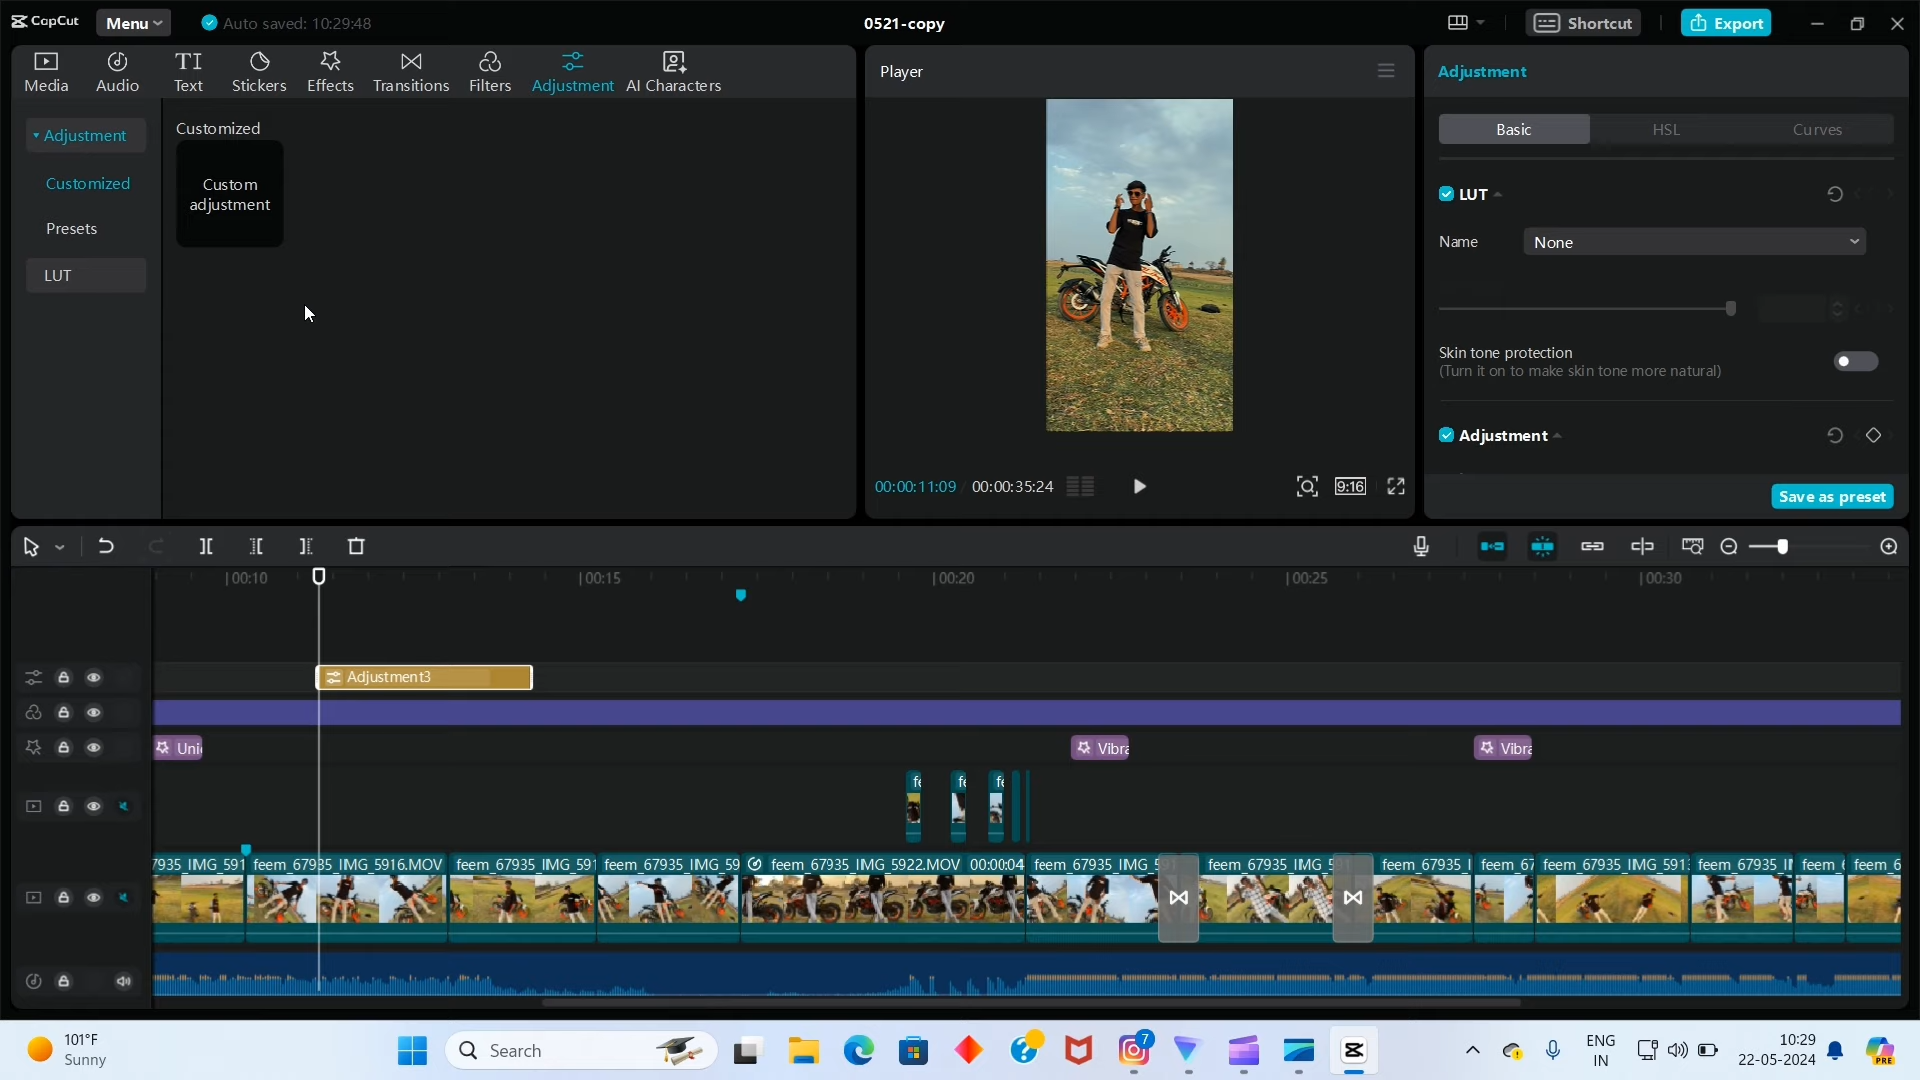 CapCut
Menu
Auto saved: 10:29:48
0521-copy
Shortcut
Export
Media
Audio
Text
Stickers
Effects
Transitions
Filters
Adjustment
AI Characters
Adjustment
Customized
Presets
LUT
Customized
Custom
adjustment
Player
00:00:11:09
00:00:35:24
9:16
Adjustment
Basic
HSL
Curves
LUT
Name
None
Skin tone protection
(Turn it on to make skin tone more natural)
Adjustment
Save as preset
00:10
00:15
00:20
00:25
00:30
Adjustment3
Uni
Vibra
Vibra
fe
fe
fe
7935_IMG_591
feem_67935_IMG_5916.MOV
feem_67935_IMG_591
feem_67935_IMG_59
feem_67935_IMG_5922.MOV 00:00:04
feem_67935_IMG_591
feem_67935_IMG_5
feem_67935_I
feem_67
feem_67935_IMG_591
feem_67935_I
feem_6
feem_6
101°F
Sunny
Search
7
ENG
IN
10:29
22-05-2024
PRE